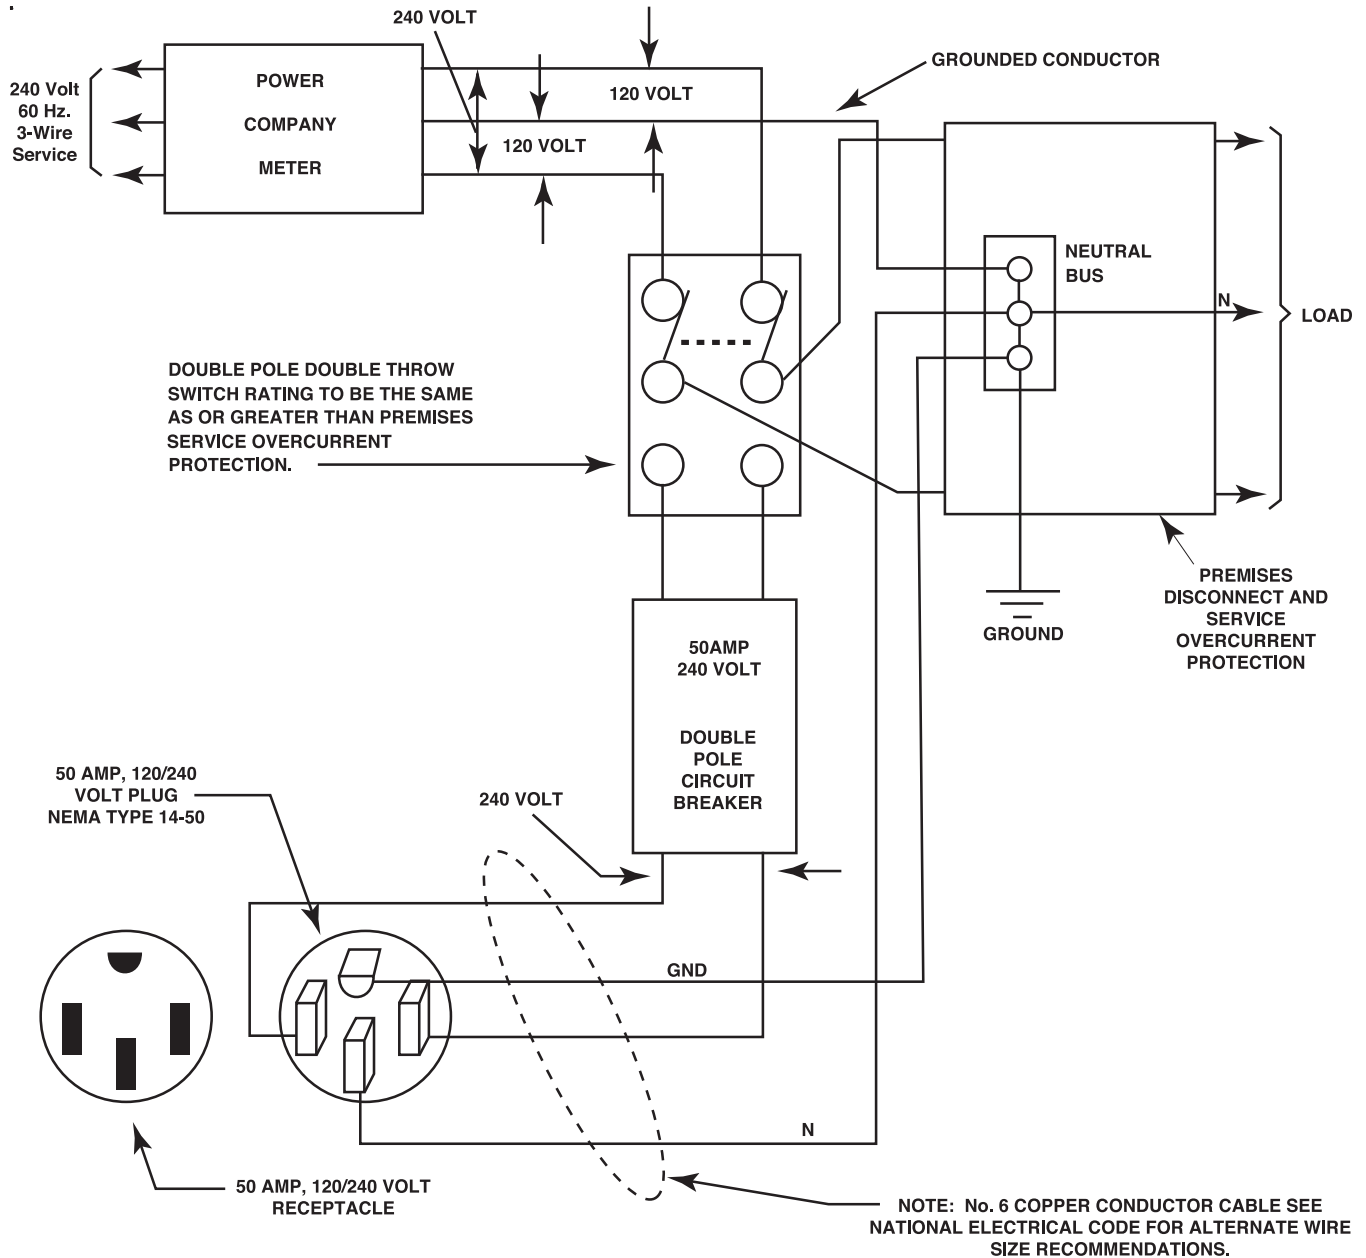 240 VOLT
GROUNDED CONDUCTOR
240 Volt
60 Hz.
3-Wire
Service
POWER
COMPANY
METER
120 VOLT
120 VOLT
NEUTRAL
BUS
N
LOAD
DOUBLE POLE DOUBLE THROW
SWITCH RATING TO BE THE SAME
AS OR GREATER THAN PREMISES
SERVICE OVERCURRENT
PROTECTION.
GROUND
PREMISES
DISCONNECT AND
SERVICE
OVERCURRENT
PROTECTION
50AMP
240 VOLT
DOUBLE
POLE
CIRCUIT
BREAKER
50 AMP, 120/240
VOLT PLUG
NEMA TYPE 14-50
240 VOLT
GND
N
50 AMP, 120/240 VOLT
RECEPTACLE
NOTE: No. 6 COPPER CONDUCTOR CABLE SEE
NATIONAL ELECTRICAL CODE FOR ALTERNATE WIRE
SIZE RECOMMENDATIONS.